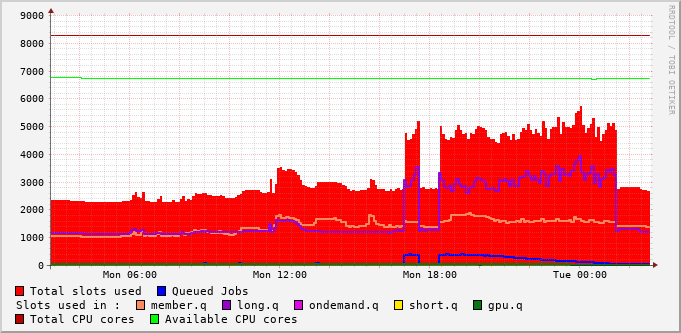 RRDTOOL / TOBI OETIKER
9000
8000
7000
6000
5000
4000
3000
2000
1000
0
Mon 06:00 Mon 12:00 Mon 18:00 Tue 00:00
Total slots used Queued Jobs
Slots used in : member.q long.q ondemand.q short.q gpu.q
Total CPU cores Available CPU cores